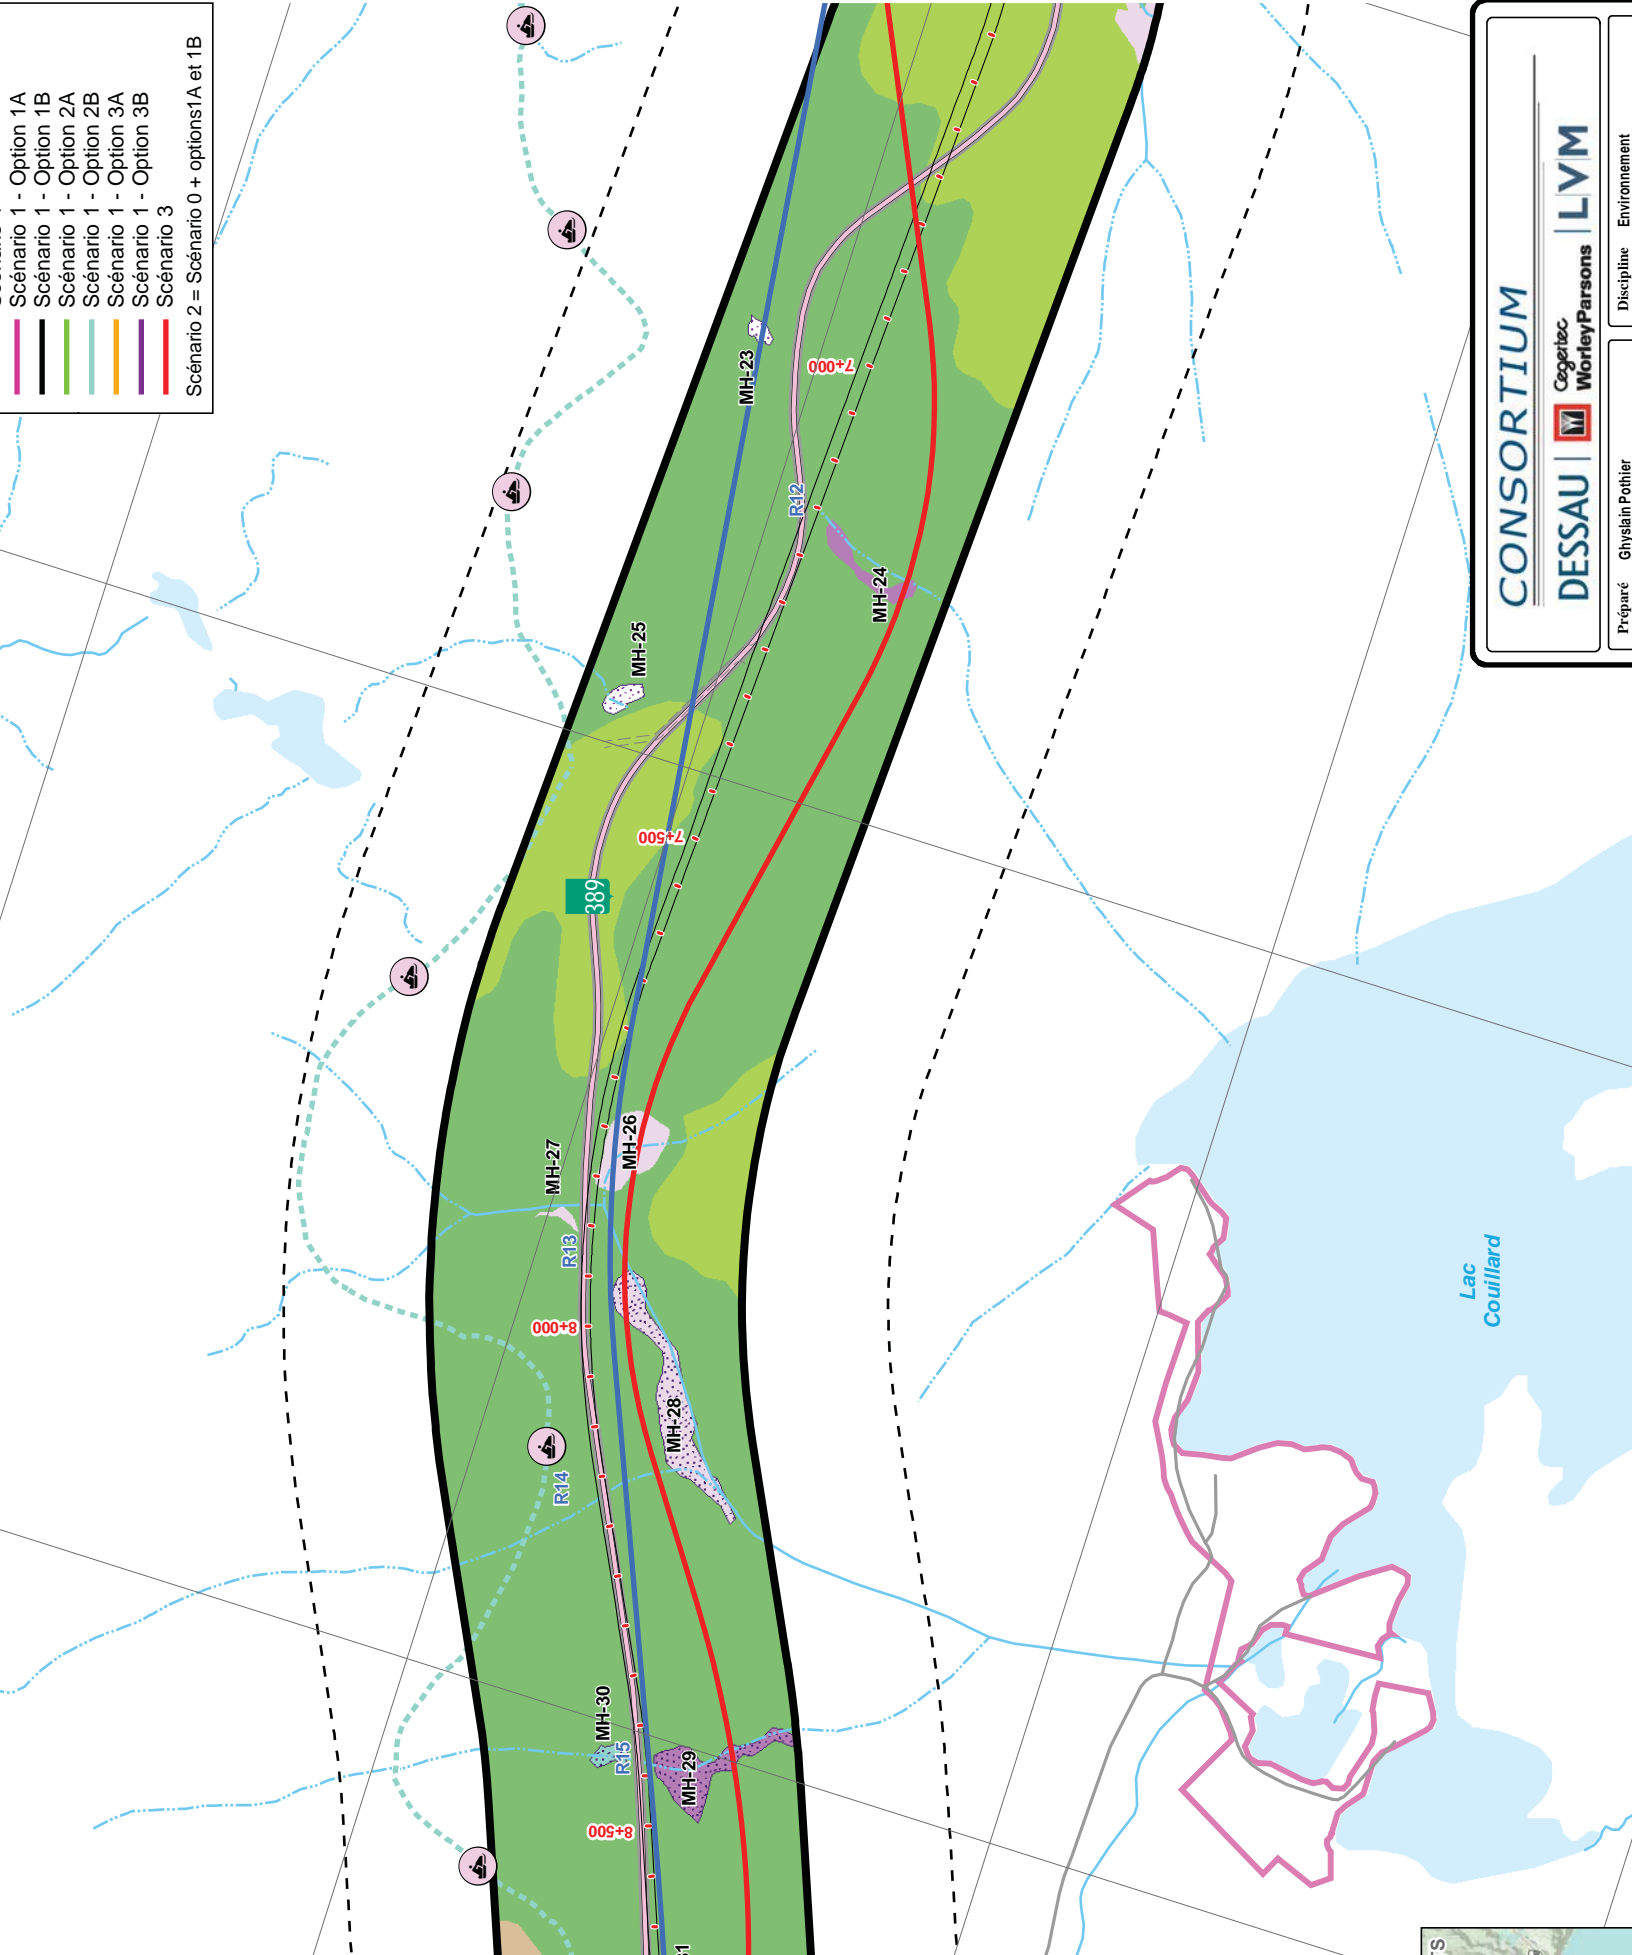 Scénario 1 - Option 1A
Scénario 1 - Option 1B
Scénario 1 - Option 2A
Scénario 1 - Option 2B
Scénario 1 - Option 3A
Scénario 1 - Option 3B
Scénario 3
Scénario 2 = Scénario 0 + options1A et 1B
MH-23
7+000
R12
MH-24
MH-25
7+500
389
MH-26
MH-27
R13
8+000
MH-28
R14
MH-30
R15
MH-29
8+500
Lac
Couillard
CONSORTIUM
DESSAU
Cegertec
WorleyParsons
LVM
Préparé Ghyslain Pothier
Discipline Environnement